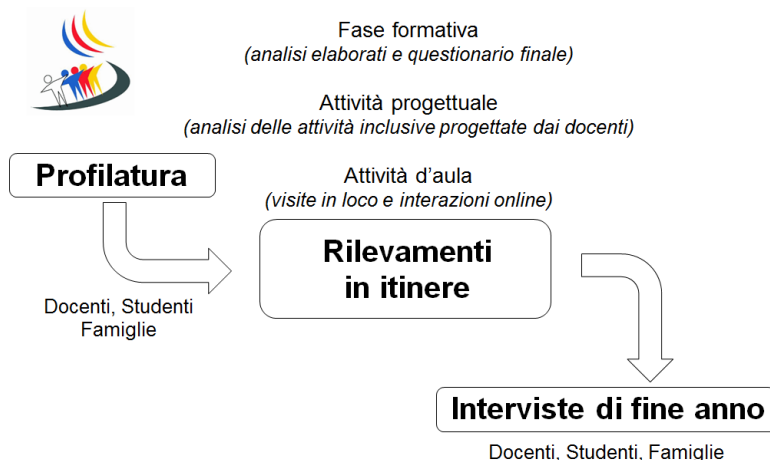 Fase formativa
(analisi elaborati e questionario finale)
Attività progettuale
(analisi delle attività inclusive progettate dai docenti)
Profilatura
Attività d’aula
(visite in loco e interazioni online)
Rilevamenti
in itinere
Docenti, Studenti
Famiglie
Interviste di fine anno
Docenti, Studenti, Famiglie